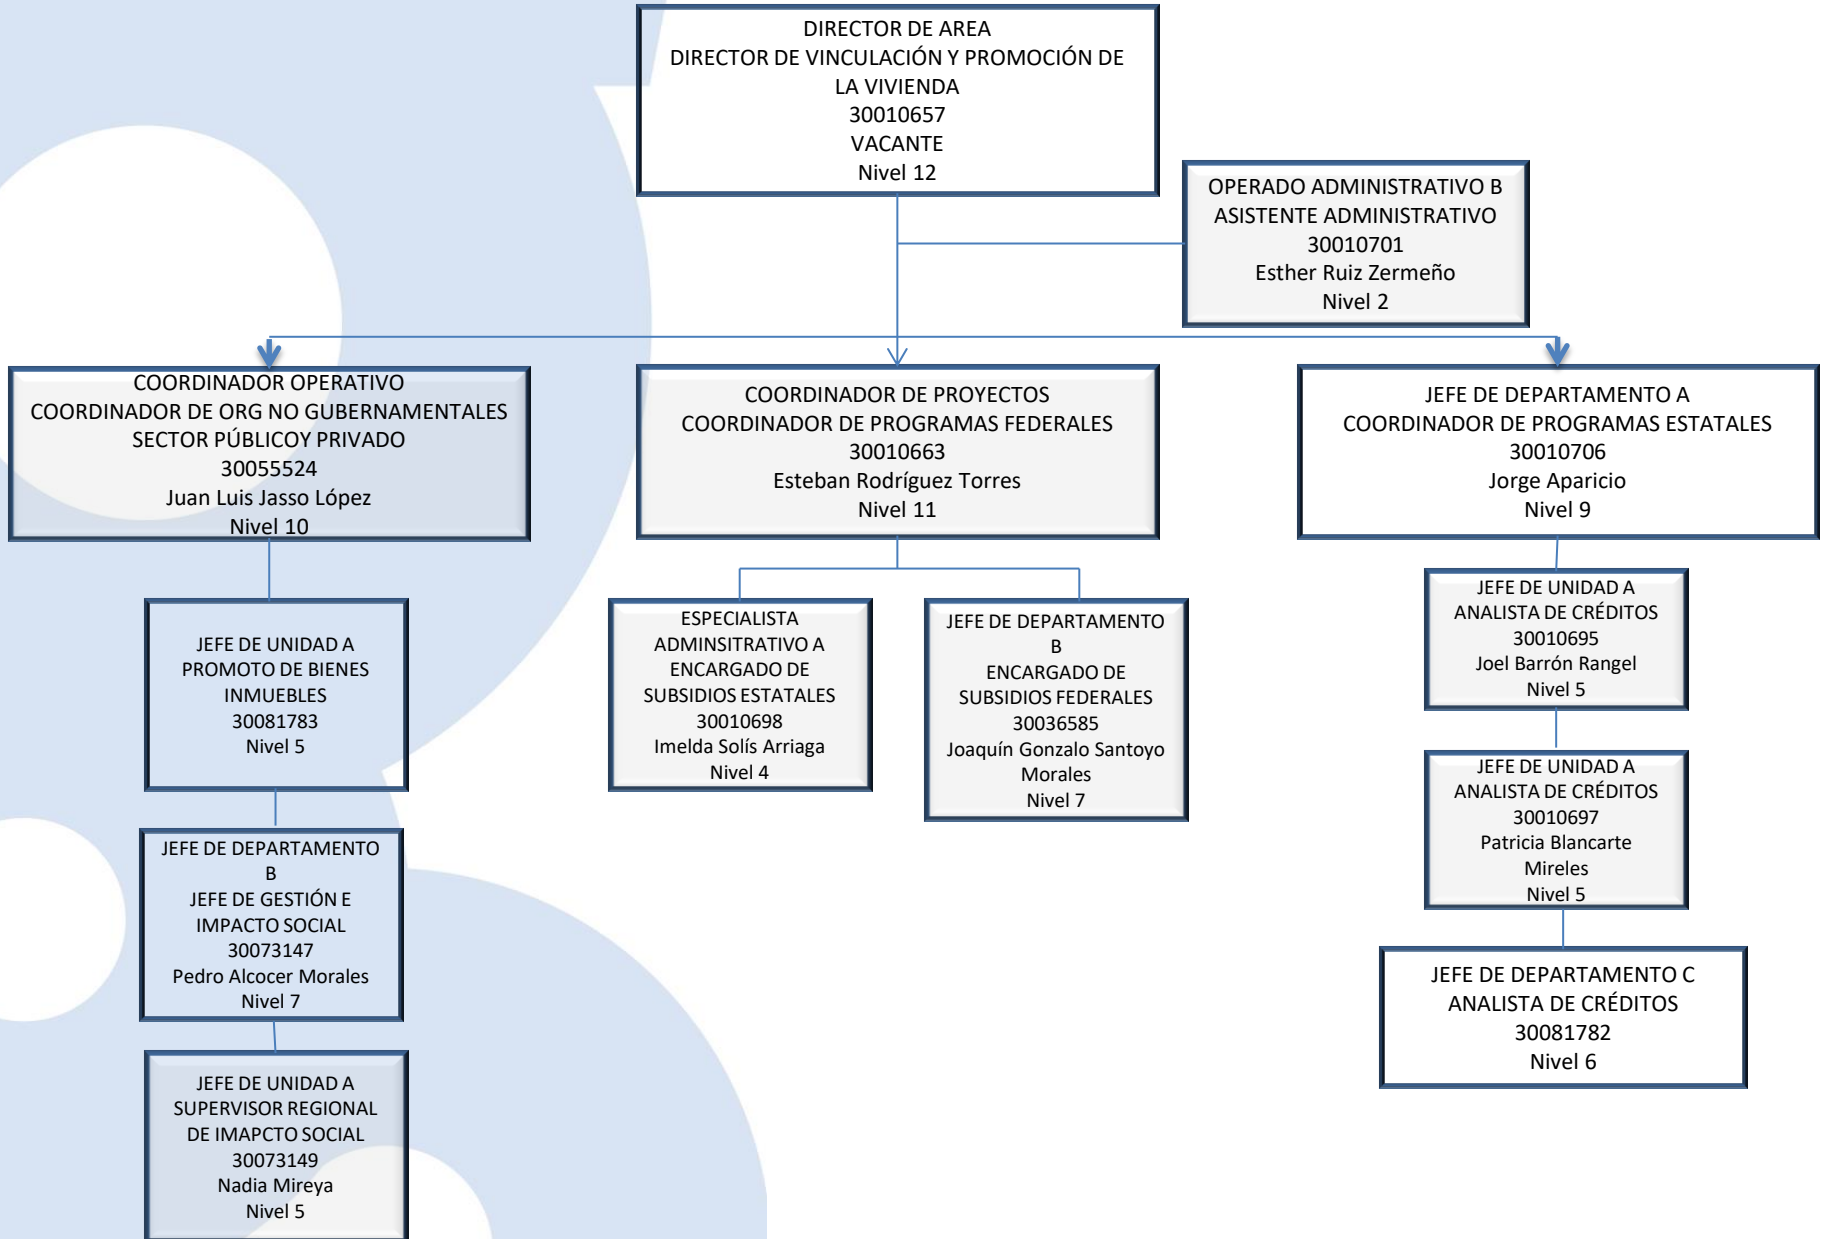 DIRECTOR DE AREA
DIRECTOR DE VINCULACIÓN Y PROMOCIÓN DE
LA VIVIENDA
30010657
VACANTE
Nivel 12
OPERADO ADMINISTRATIVO B
ASISTENTE ADMINISTRATIVO
30010701
Esther Ruiz Zermeño
Nivel 2
COORDINADOR OPERATIVO
COORDINADOR DE ORG NO GUBERNAMENTALES
SECTOR PÚBLICOY PRIVADO
30055524
Juan Luis Jasso López
Nivel 10
COORDINADOR DE PROYECTOS
COORDINADOR DE PROGRAMAS FEDERALES
30010663
Esteban Rodríguez Torres
Nivel 11
JEFE DE DEPARTAMENTO A
COORDINADOR DE PROGRAMAS ESTATALES
30010706
Jorge Aparicio
Nivel 9
JEFE DE UNIDAD A
PROMOTO DE BIENES
INMUEBLES
30081783
Nivel 5
ESPECIALISTA
ADMINSITRATIVO A
ENCARGADO DE
SUBSIDIOS ESTATALES
30010698
Imelda Solís Arriaga
Nivel 4
JEFE DE DEPARTAMENTO
B
ENCARGADO DE
SUBSIDIOS FEDERALES
30036585
Joaquín Gonzalo Santoyo
Morales
Nivel 7
JEFE DE UNIDAD A
ANALISTA DE CRÉDITOS
30010695
Joel Barrón Rangel
Nivel 5
JEFE DE UNIDAD A
ANALISTA DE CRÉDITOS
30010697
Patricia Blancarte
Mireles
Nivel 5
JEFE DE DEPARTAMENTO
B
JEFE DE GESTIÓN E
IMPACTO SOCIAL
30073147
Pedro Alcocer Morales
Nivel 7
JEFE DE DEPARTAMENTO C
ANALISTA DE CRÉDITOS
30081782
Nivel 6
JEFE DE UNIDAD A
SUPERVISOR REGIONAL
DE IMAPCTO SOCIAL
30073149
Nadia Mireya
Nivel 5